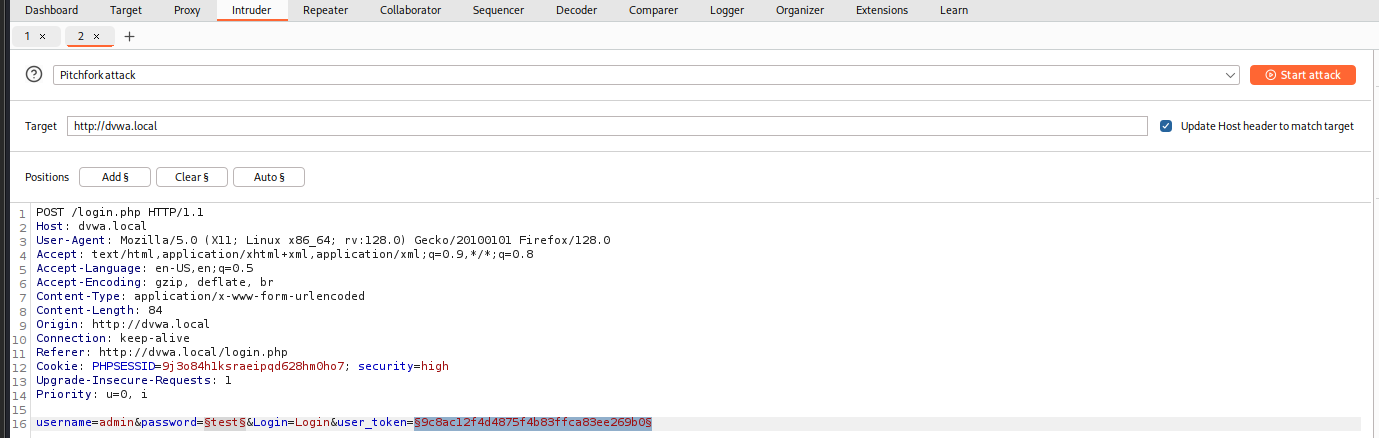 Dashboard Target Proxy Intruder Repeater Collaborator Sequencer Decoder Comparer Logger Organizer Extensions Learn
1 × 2 × +
? Pitchfork attack Start attack
Target http://dvwa.local Update Host header to match target
Positions Add § Clear § Auto §
1 POST /login.php HTTP/1.1
2 Host: dvwa.local
3 User-Agent: Mozilla/5.0 (X11; Linux x86_64; rv:128.0) Gecko/20100101 Firefox/128.0
4 Accept: text/html,application/xhtml+xml,application/xml;q=0.9,*/*;q=0.8
5 Accept-Language: en-US,en;q=0.5
6 Accept-Encoding: gzip, deflate, br
7 Content-Type: application/x-www-form-urlencoded
8 Content-Length: 84
9 Origin: http://dvwa.local
10 Connection: keep-alive
11 Referer: http://dvwa.local/login.php
12 Cookie: PHPSESSID=9j3o84h1ksraeipqd628hm0ho7; security=high
13 Upgrade-Insecure-Requests: 1
14 Priority: u=0, i
15
16 username=admin&password=§test§&Login=Login&user_token=§9c8ac12f4d4875f4b83ffca83ee269b0§